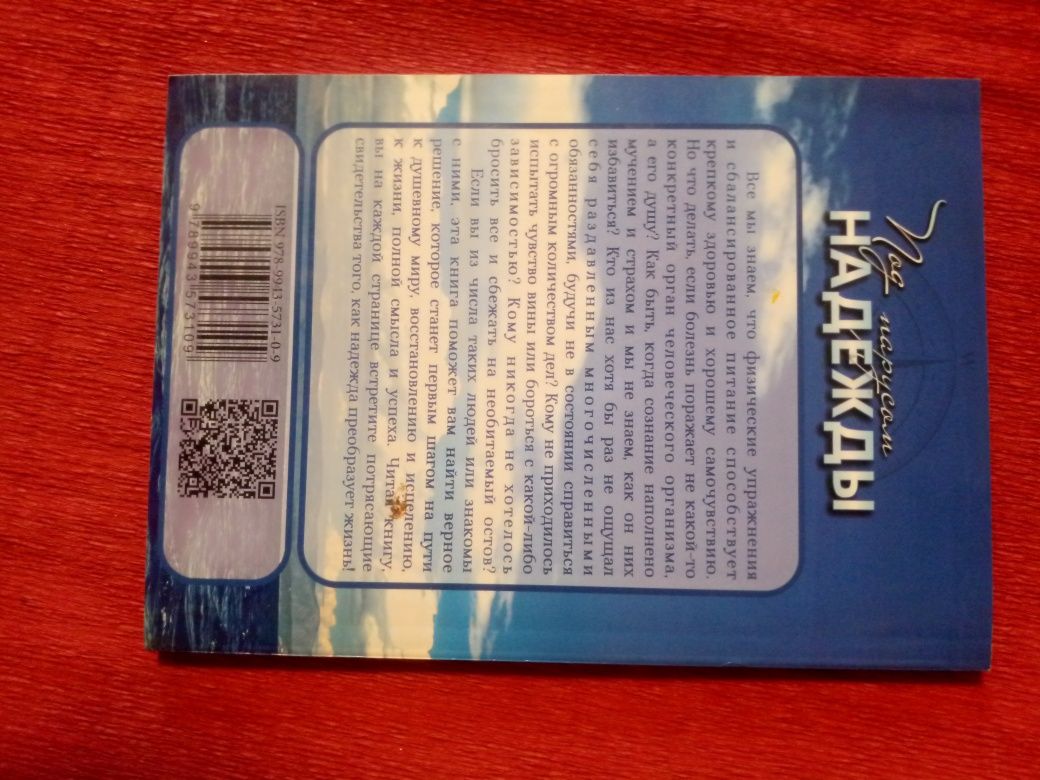 Под парусом
НАДЕЖДЫ
Все мы знаем, что физические упражнения
и сбалансированное питание способствует
крепкому здоровью и хорошему самочувствию.
Но что делать, если болезнь поражает не какой-то
конкретный орган человеческого организма,
а его душу? Как быть, когда сознание наполнено
мучением и страхом и мы не знаем, как он них
избавиться? Кто из нас хотя бы раз не ощущал
себя раздавленным многочисленными
обязанностями, будучи не в состоянии справиться
с огромным количеством дел? Кому не приходилось
испытать чувство вины или бороться с какой-либо
зависимостью? Кому никогда не хотелось
бросить все и сбежать на необитаемый остов?
Если вы из числа таких людей или знакомы
с ними, эта книга поможет вам найти верное
решение, которое станет первым шагом на пути
к душевному миру, восстановлению и исцелению,
к жизни, полной смысла и успеха. Читая книгу,
вы на каждой странице встретите потрясающие
свидетельства того, как надежда преобразует жизнь!
ISBN 978-9943-5731-0-9
9 789943 573109